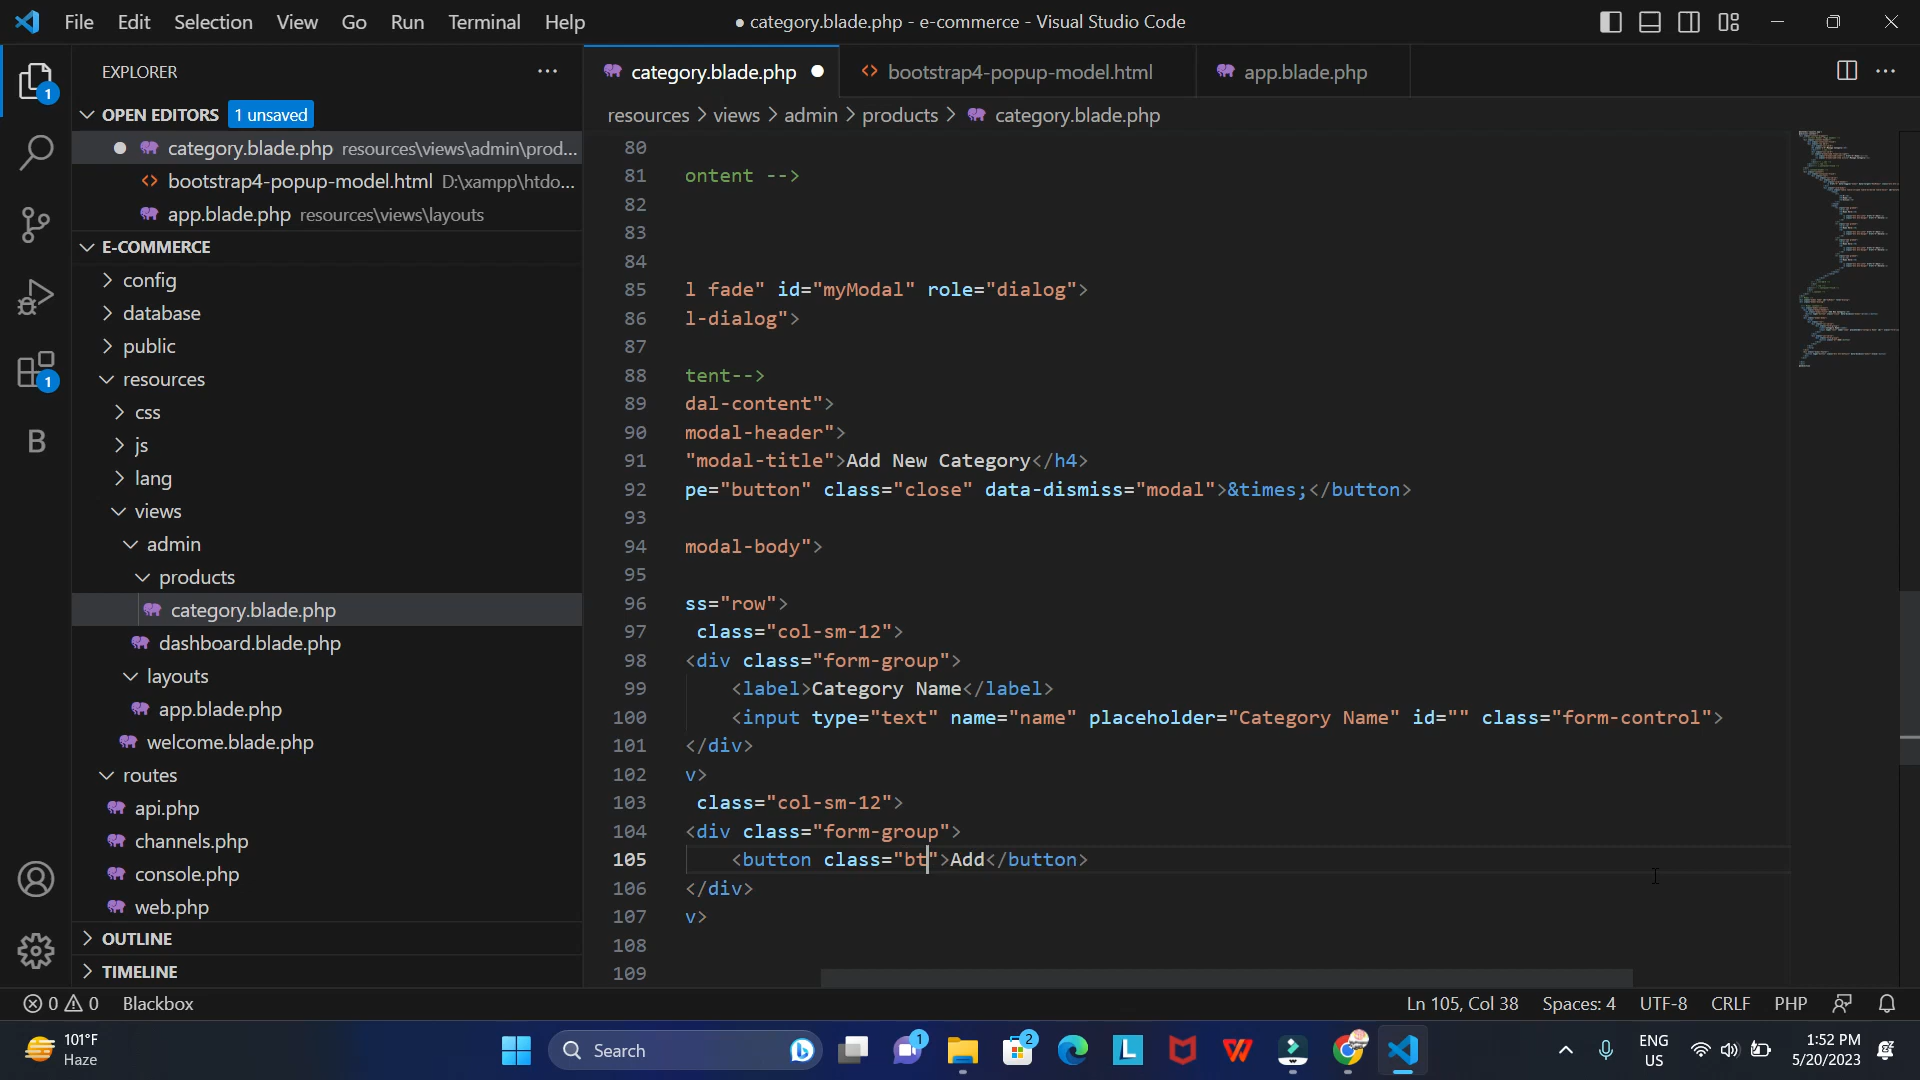 File Edit Selection View Go Run Terminal Help
● category.blade.php - e-commerce - Visual Studio Code
EXPLORER
OPEN EDITORS 1 unsaved
category.blade.php resources\views\admin\prod...
bootstrap4-popup-model.html D:\xampp\htdo...
app.blade.php resources\views\layouts
E-COMMERCE
config
database
public
resources
css
js
lang
views
admin
products
category.blade.php
dashboard.blade.php
layouts
app.blade.php
welcome.blade.php
routes
api.php
channels.php
console.php
web.php
OUTLINE
TIMELINE
1
1
B
category.blade.php
bootstrap4-popup-model.html
app.blade.php
resources > views > admin > products > category.blade.php
80
81 ontent -->
82
83
84
85 l fade" id="myModal" role="dialog">
86 l-dialog">
87
88 tent-->
89 dal-content">
90 modal-header">
91 "modal-title">Add New Category</h4>
92 pe="button" class="close" data-dismiss="modal">&times;</button>
93
94 modal-body">
95
96 ss="row">
97 class="col-sm-12">
98 <div class="form-group">
99 <label>Category Name</label>
100 <input type="text" name="name" placeholder="Category Name" id="" class="form-control">
101 </div>
102 v>
103 class="col-sm-12">
104 <div class="form-group">
105 <button class="bt">Add</button>
106 </div>
107 v>
108
109
0 0 Blackbox
Ln 105, Col 38 Spaces: 4 UTF-8 CRLF PHP
101°F
Haze
Search
1
2
L
W
ENG
US
1:52 PM
5/20/2023